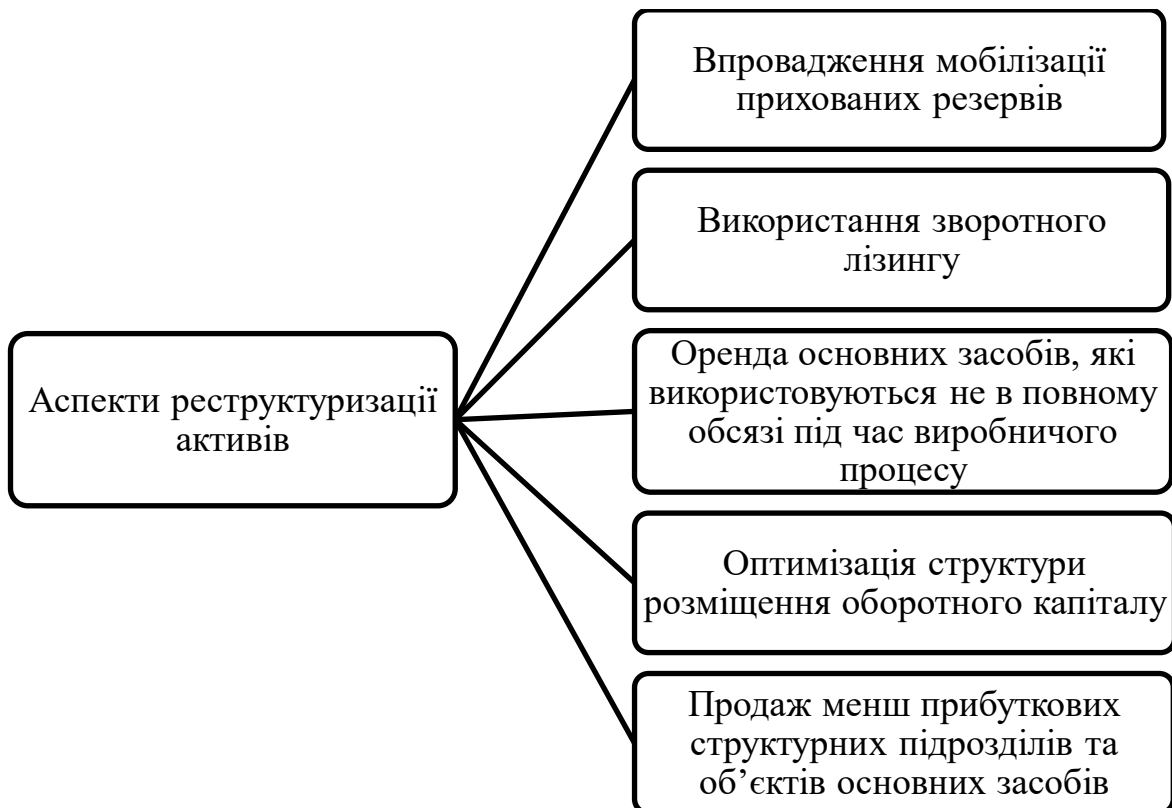 Аспекти реструктуризації
активів
Впровадження мобілізації
прихованих резервів
Використання зворотного
лізингу
Оренда основних засобів, які
використовуються не в повному
обсязі під час виробничого
процесу
Оптимізація структури
розміщення оборотного капіталу
Продаж менш прибуткових
структурних підрозділів та
об’єктів основних засобів